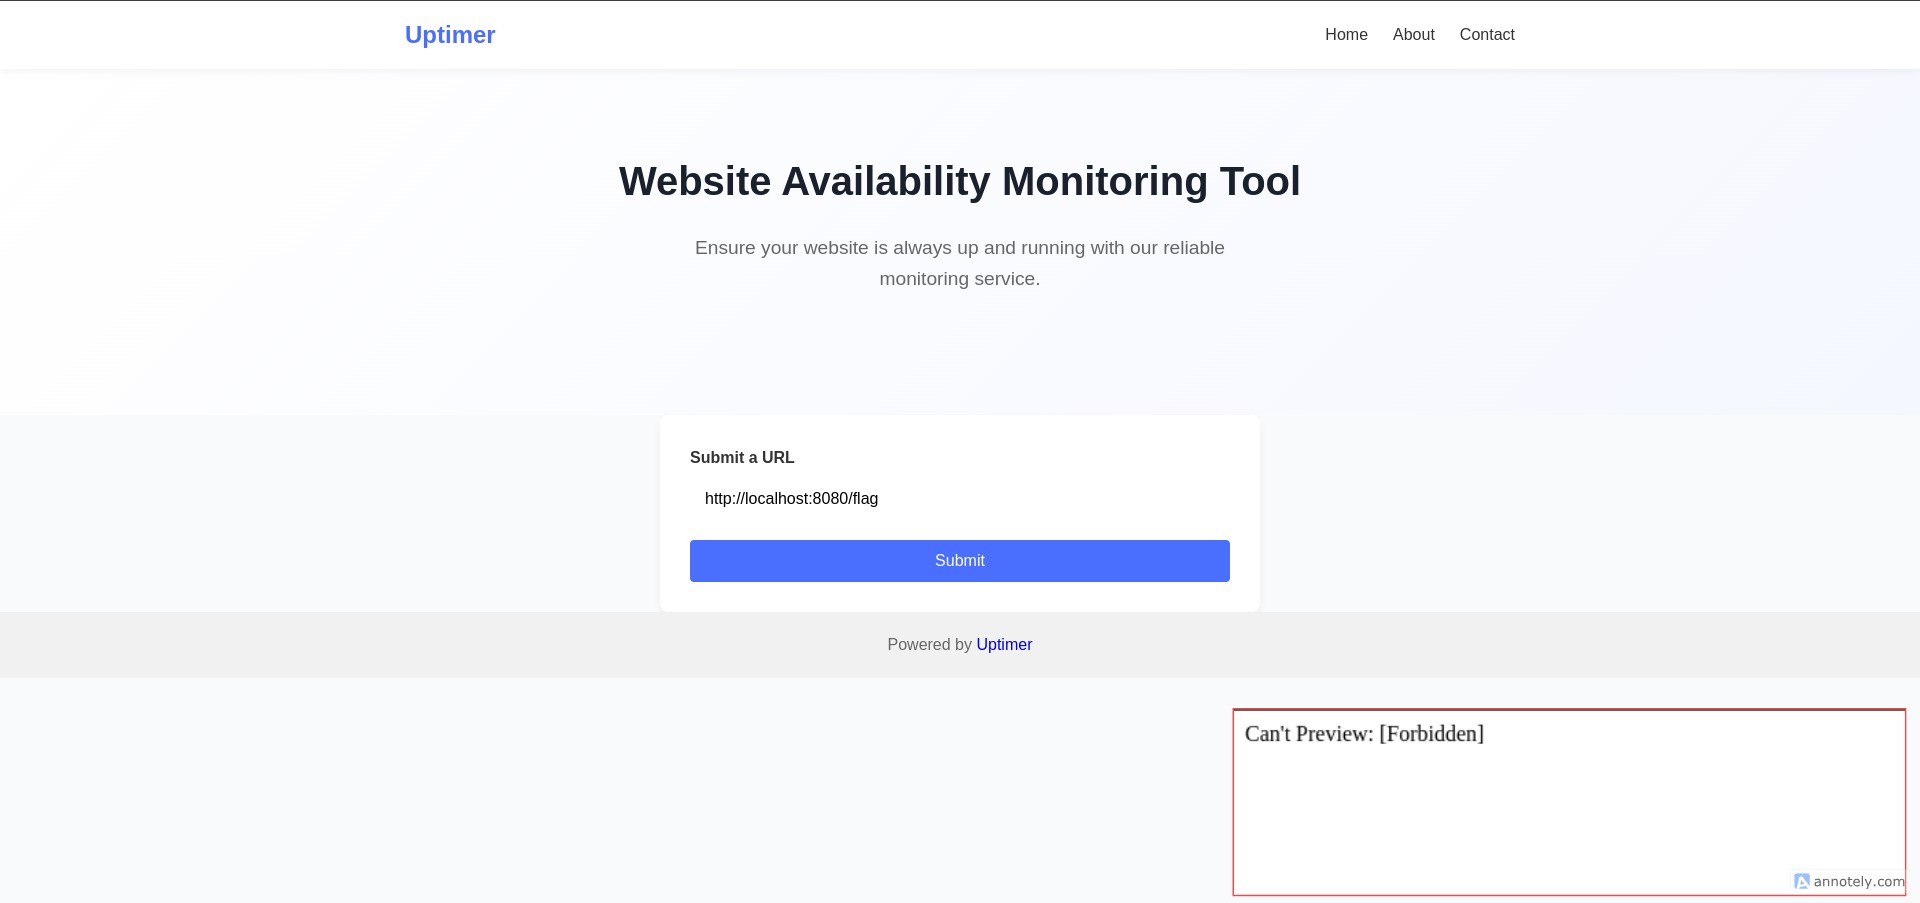 Uptimer
Home About Contact
Website Availability Monitoring Tool
Ensure your website is always up and running with our reliable
monitoring service.
Submit a URL
http://localhost:8080/flag
Submit
Powered by Uptimer
Can't Preview: [Forbidden]
annotely.com